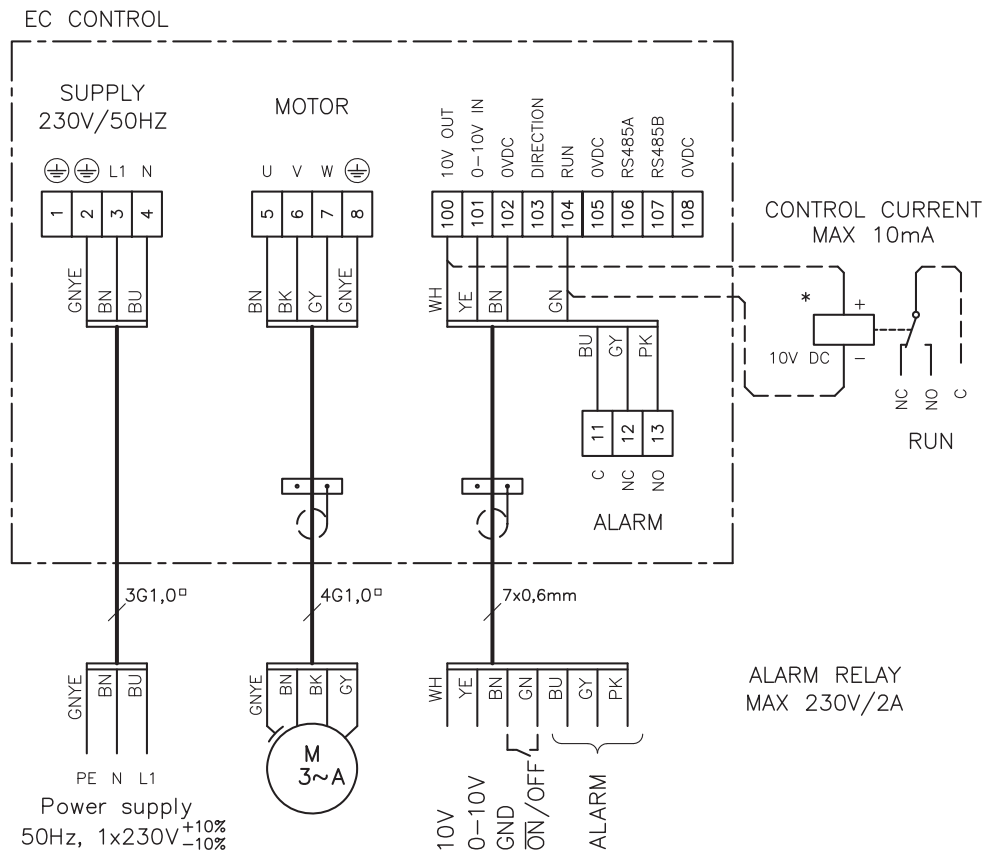 EC CONTROL
SUPPLY
230V/50HZ
MOTOR
L1 N
U V W
10V OUT
0-10V IN
0VDC
DIRECTION
RUN
0VDC
RS485A
RS485B
0VDC
1 2 3 4
5 6 7 8
100 101 102 103 104 105 106 107 108
CONTROL CURRENT
MAX 10mA
GNYE BN BU
BN BK GY GNYE
WH YE BN GN
* +
10V DC -
NC NO C
RUN
BU GY PK
11 12 13
C NC NO
ALARM
3G1,0▫
4G1,0▫
7x0,6mm
GNYE BN BU
GNYE BN BK GY
WH YE BN GN BU GY PK
ALARM RELAY
MAX 230V/2A
M
3~A
PE N L1
Power supply
50Hz, 1x230V +10%
-10%
10V
0-10V
GND
O̅N̅/OFF
ALARM